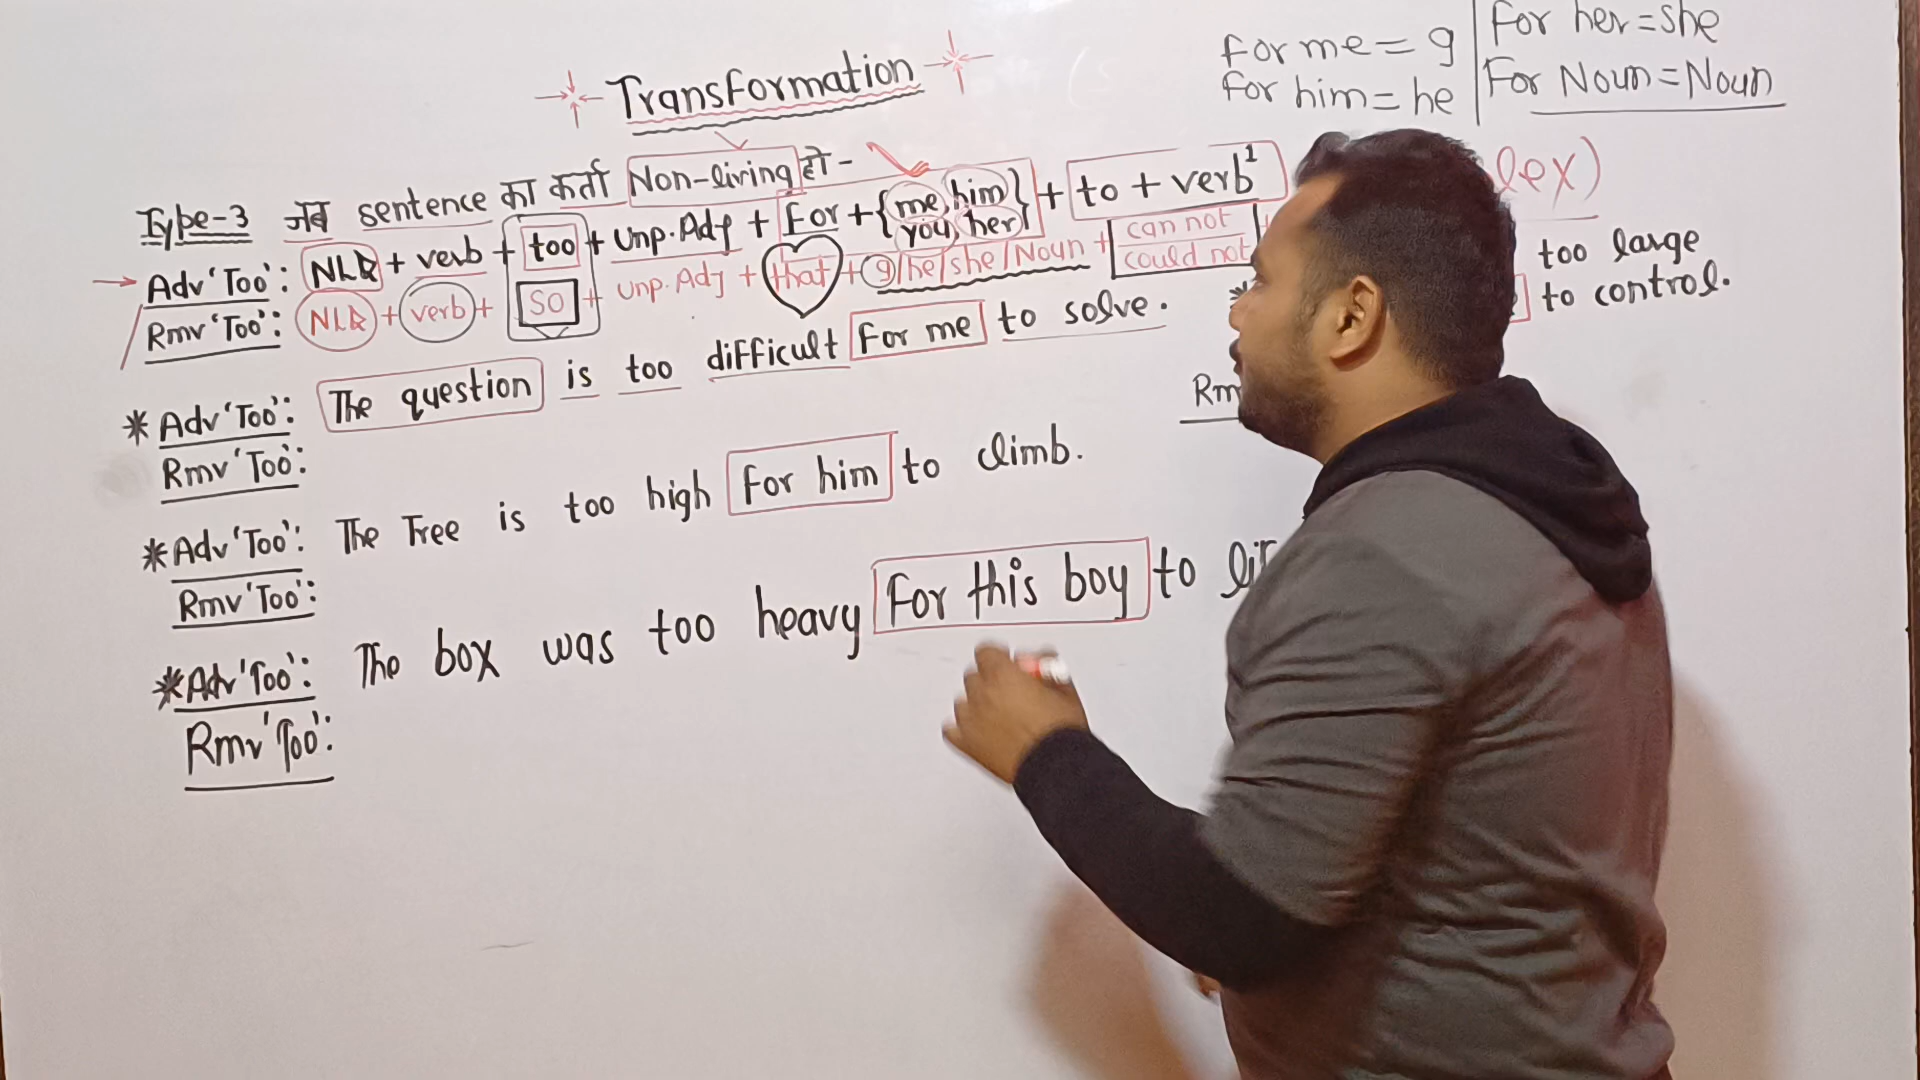 Transformation
For me = I
For him = he
For her = she
For Noun = Noun
Type-3 जब sentence का कर्ता Non-living हो -
Adv 'Too': + verb + too + Unp. Adj + For + {me, him you, her} + to + verb¹
Rmv 'Too': + verb + so + Unp. Adj + that + I/he/she/Noun + can not could not
* Adv 'Too': The question is too difficult For me to solve.
Rmv 'Too':
* Adv 'Too': The Tree is too high For him to climb.
Rmv 'Too':
* Adv 'Too': The box was too heavy For this boy to
Rmv 'Too':
too large
to control.